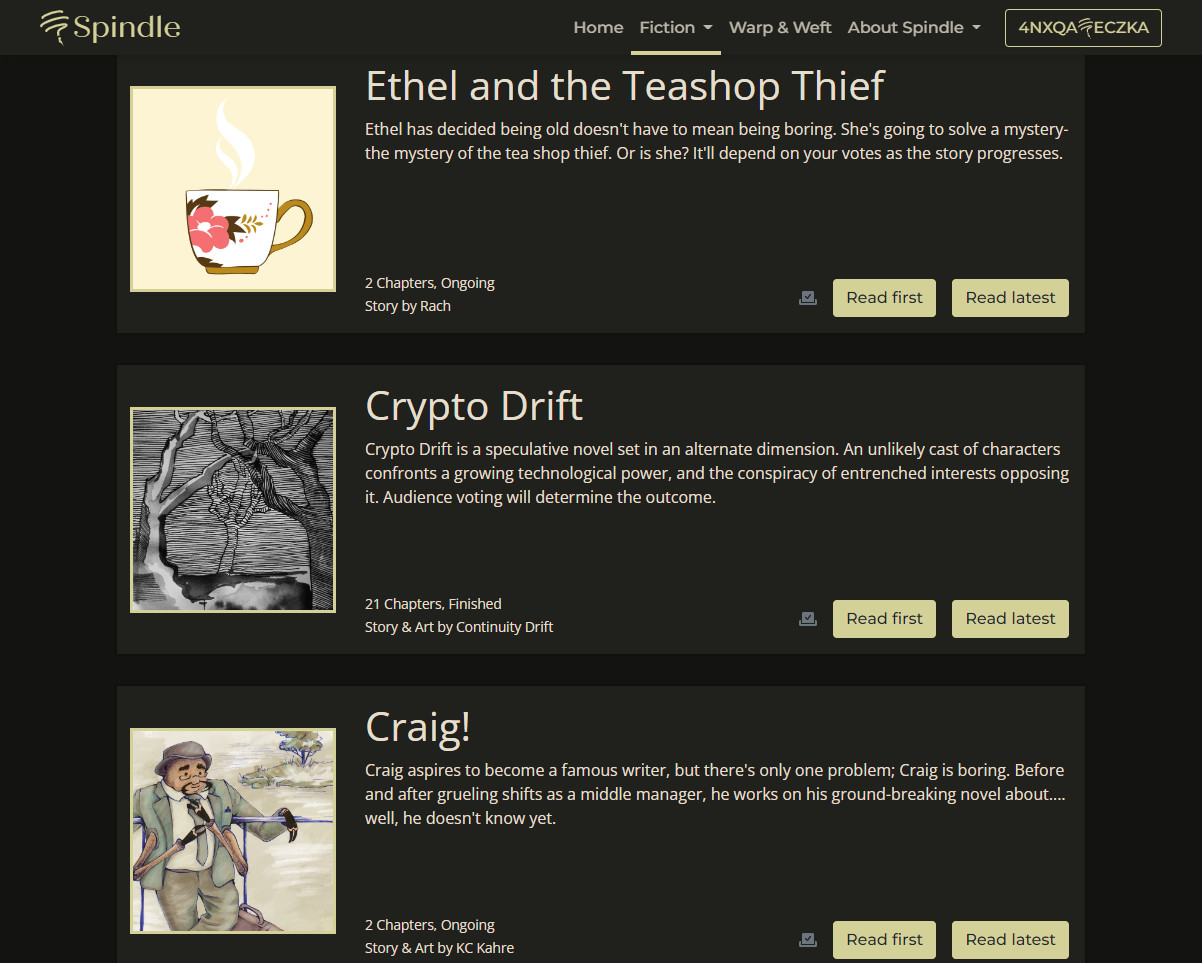 Spindle
Home Fiction Warp & Weft About Spindle 4NXQA ECZKA
Ethel and the Teashop Thief
Ethel has decided being old doesn't have to mean being boring. She's going to solve a mystery-
the mystery of the tea shop thief. Or is she? It'll depend on your votes as the story progresses.
2 Chapters, Ongoing
Story by Rach
Read first Read latest
Crypto Drift
Crypto Drift is a speculative novel set in an alternate dimension. An unlikely cast of characters
confronts a growing technological power, and the conspiracy of entrenched interests opposing
it. Audience voting will determine the outcome.
21 Chapters, Finished
Story & Art by Continuity Drift
Read first Read latest
Craig!
Craig aspires to become a famous writer, but there's only one problem; Craig is boring. Before
and after grueling shifts as a middle manager, he works on his ground-breaking novel about....
well, he doesn't know yet.
2 Chapters, Ongoing
Story & Art by KC Kahre
Read first Read latest